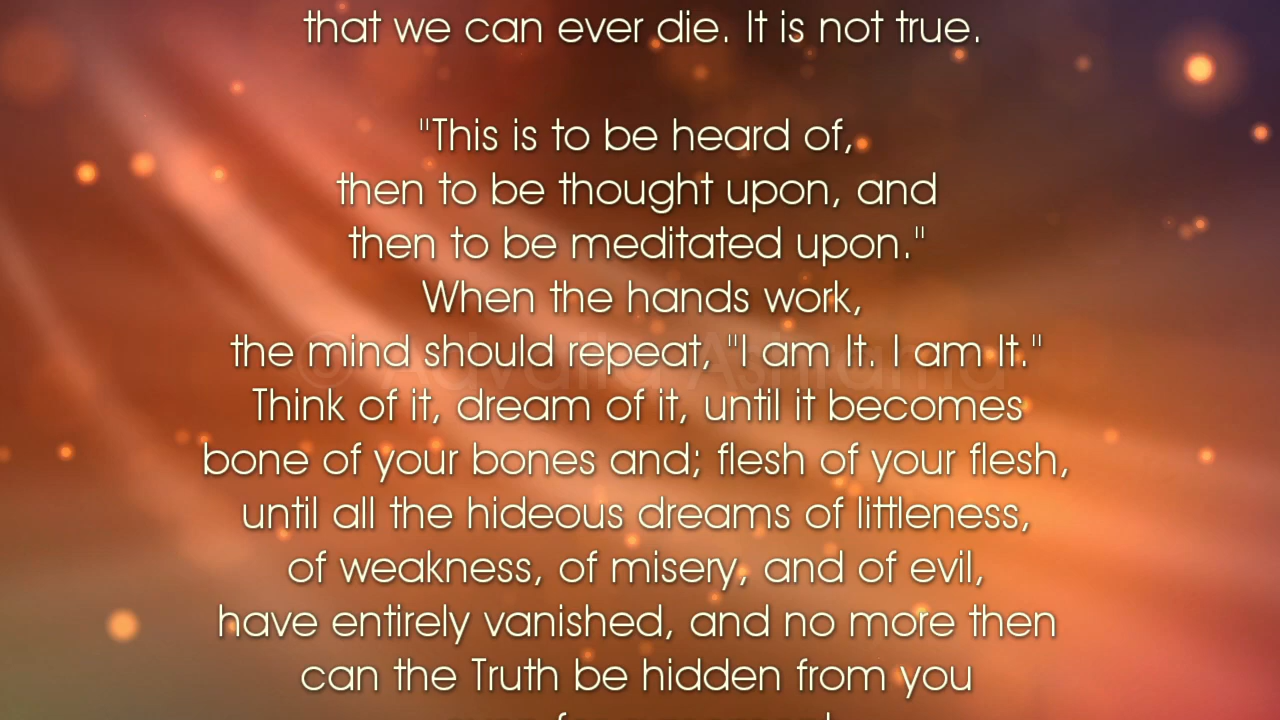 that we can ever die. It is not true.
"This is to be heard of,
then to be thought upon, and
then to be meditated upon."
When the hands work,
the mind should repeat, "I am It. I am It."
© Advaita Ashrama
Think of it, dream of it, until it becomes
bone of your bones and; flesh of your flesh,
until all the hideous dreams of littleness,
of weakness, of misery, and of evil,
have entirely vanished, and no more then
can the Truth be hidden from you